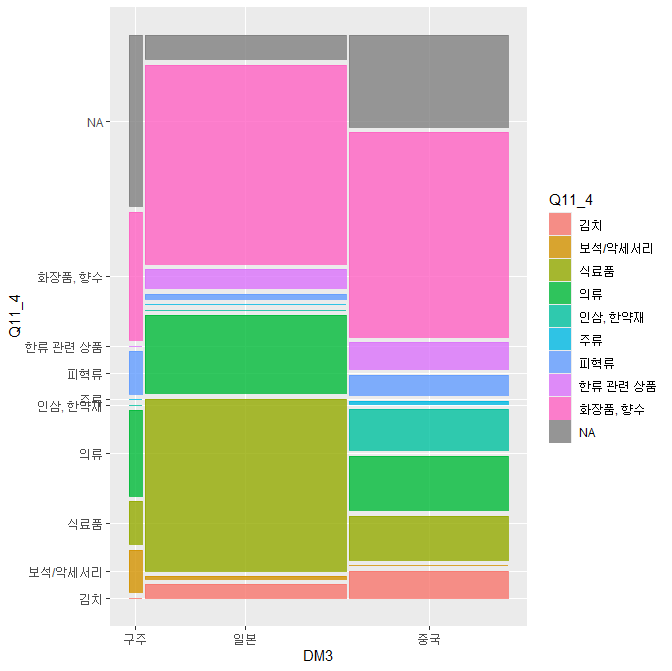 Q11_4
NA
화장품, 향수
한류 관련 상품
피혁류
주류
인삼, 한약재
의류
식료품
보석/악세서리
김치
구주
일본
중국
DM3
Q11_4
김치
보석/악세서리
식료품
의류
인삼, 한약재
주류
피혁류
한류 관련 상품
화장품, 향수
NA